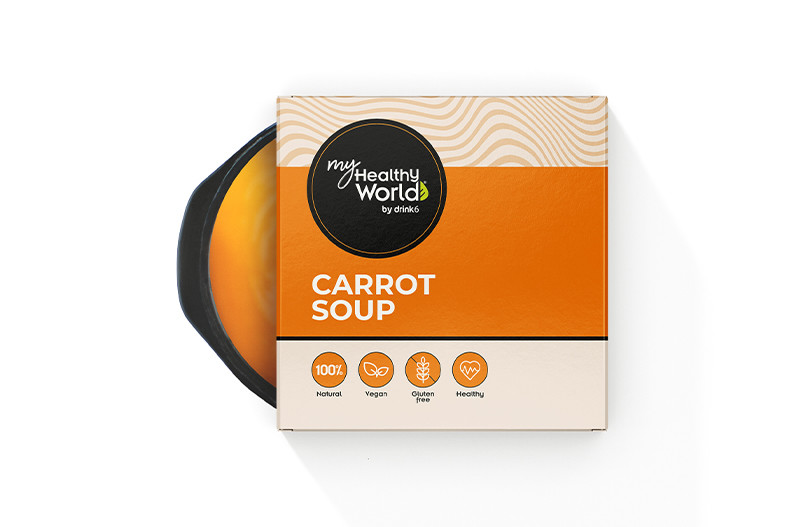 my
Healthy
World
by drink6
CARROT
SOUP
100%
Natural
Vegan
Gluten
free
Healthy